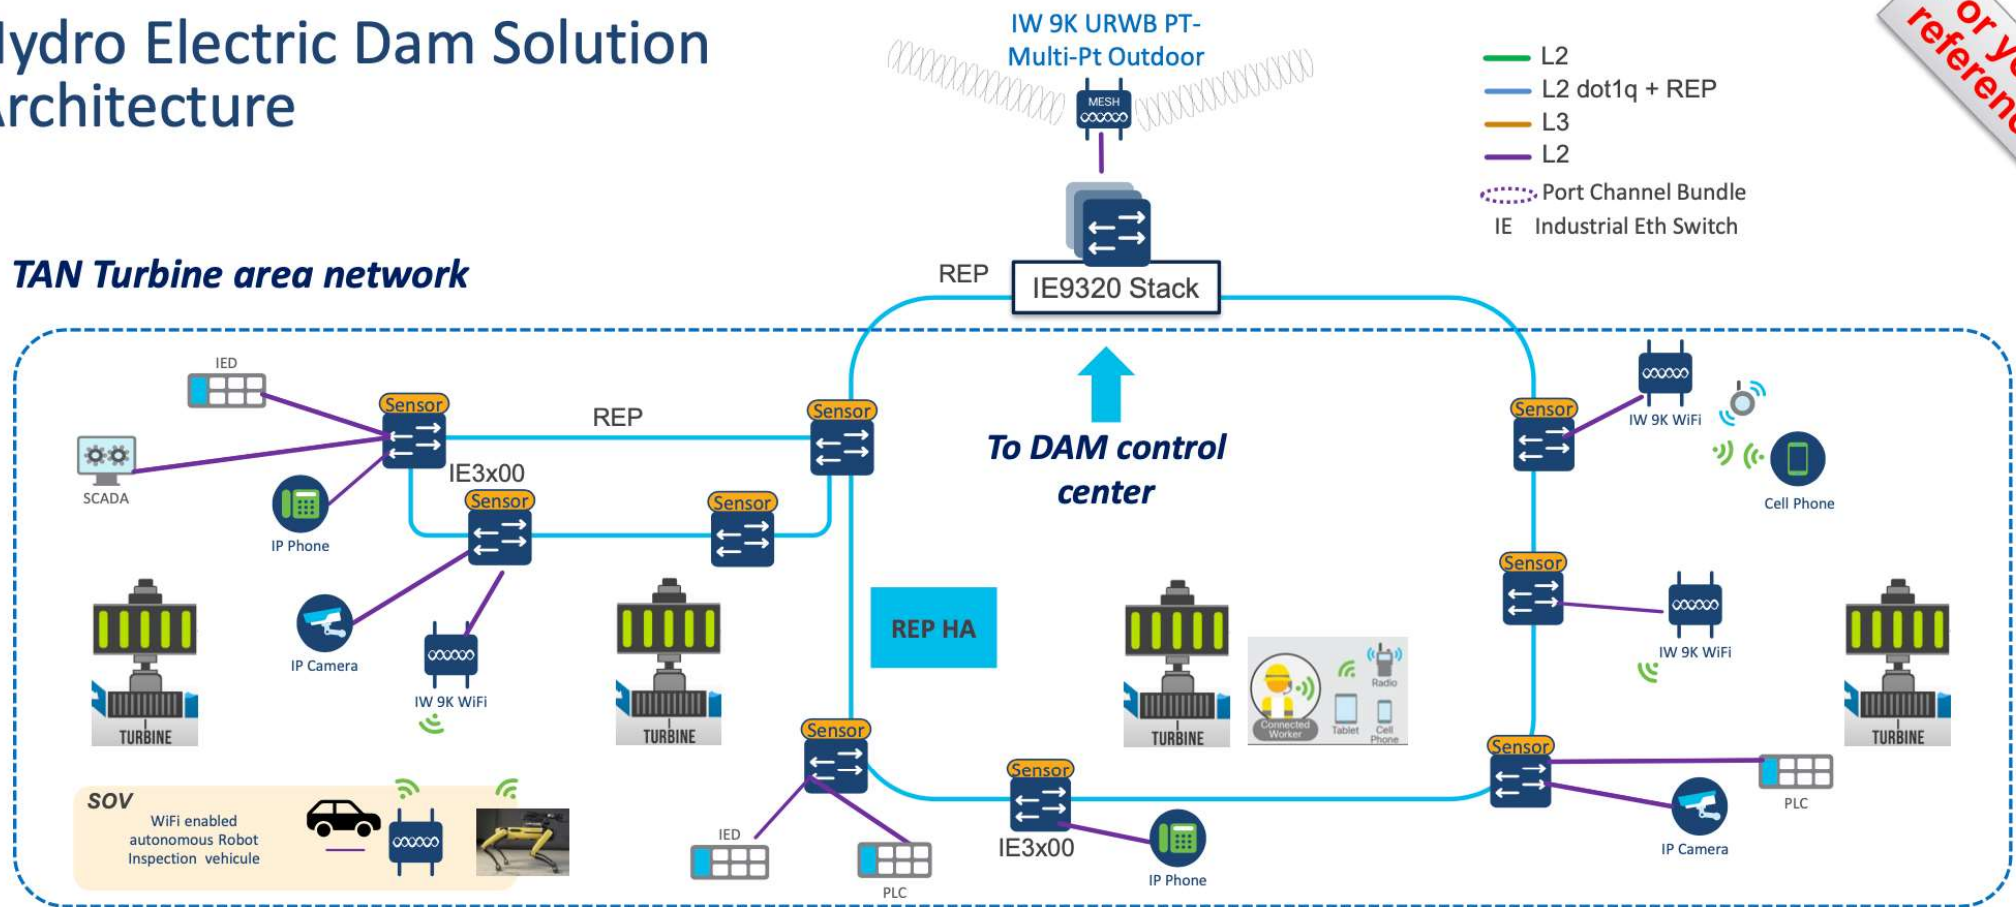 ydro Electric Dam Solution
rchitecture
IW 9K URWB PT-
Multi-Pt Outdoor
MESH
L2
L2 dot1q + REP
L3
L2
Port Channel Bundle
IE Industrial Eth Switch
or yo
referen
TAN Turbine area network
REP
IE9320 Stack
IED
Sensor
REP
Sensor
Sensor
IW 9K WiFi
SCADA
IE3x00
Sensor
Sensor
To DAM control
center
Cell Phone
IP Phone
Sensor
REP HA
IP Camera
IW 9K WiFi
IW 9K WiFi
Connected
Worker
Radio
Tablet
Cell
Phone
TURBINE
TURBINE
TURBINE
TURBINE
Sensor
Sensor
Sensor
SOV
WiFi enabled
autonomous Robot
Inspection vehicule
IED
PLC
IE3x00
IP Phone
PLC
IP Camera